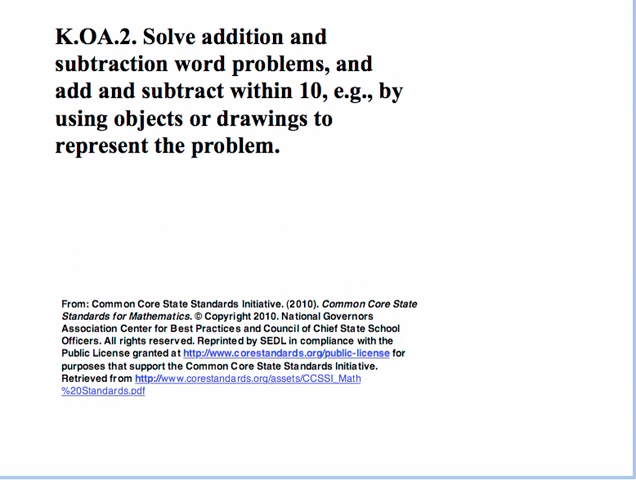 K.OA.2. Solve addition and
subtraction word problems, and
add and subtract within 10, e.g., by
using objects or drawings to
represent the problem.
From: Common Core State Standards Initiative. (2010). Common Core State
Standards for Mathematics. © Copyright 2010. National Governors
Association Center for Best Practices and Council of Chief State School
Officers. All rights reserved. Reprinted by SEDL in compliance with the
Public License granted at http://www.corestandards.org/public-license for
purposes that support the Common Core State Standards Initiative.
Retrieved from http://www.corestandards.org/assets/CCSSI_Math
%20Standards.pdf